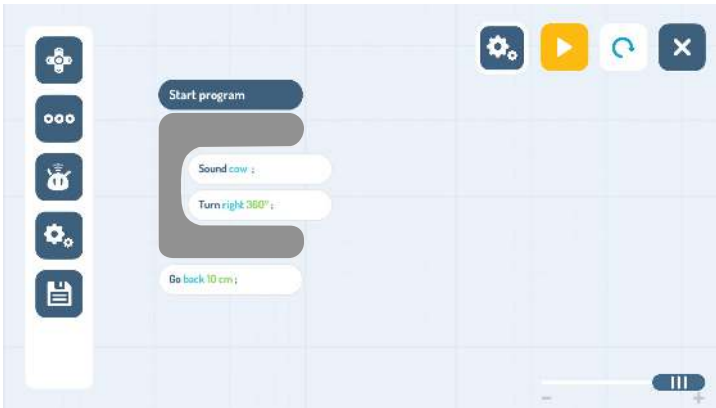 Start program
Sound cow ;
Turn right 360° ;
Go back 10 cm ;